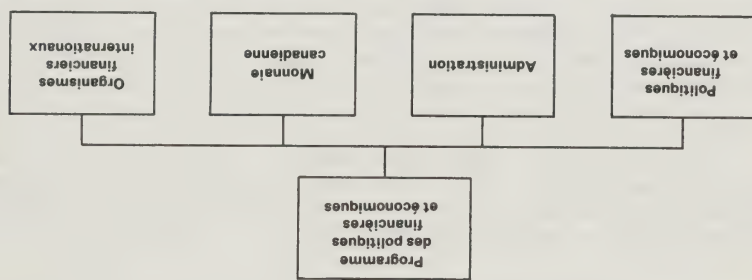 Programme
des politiques
financières
et économiques
Politiques
financières
et économiques
Administration
Monnaie
canadienne
Organismes
financiers
internationaux